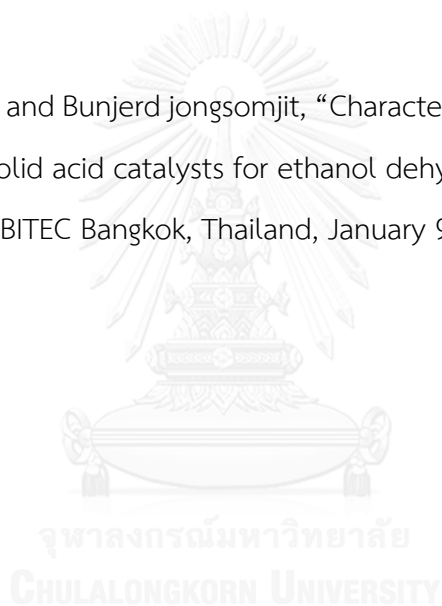 and Bunjerd jongsomjit, “Characte
olid acid catalysts for ethanol dehy
BITEC Bangkok, Thailand, January 9
จุฬาลงกรณ์มหาวิทยาลัย
CHULALONGKORN UNIVERSITY